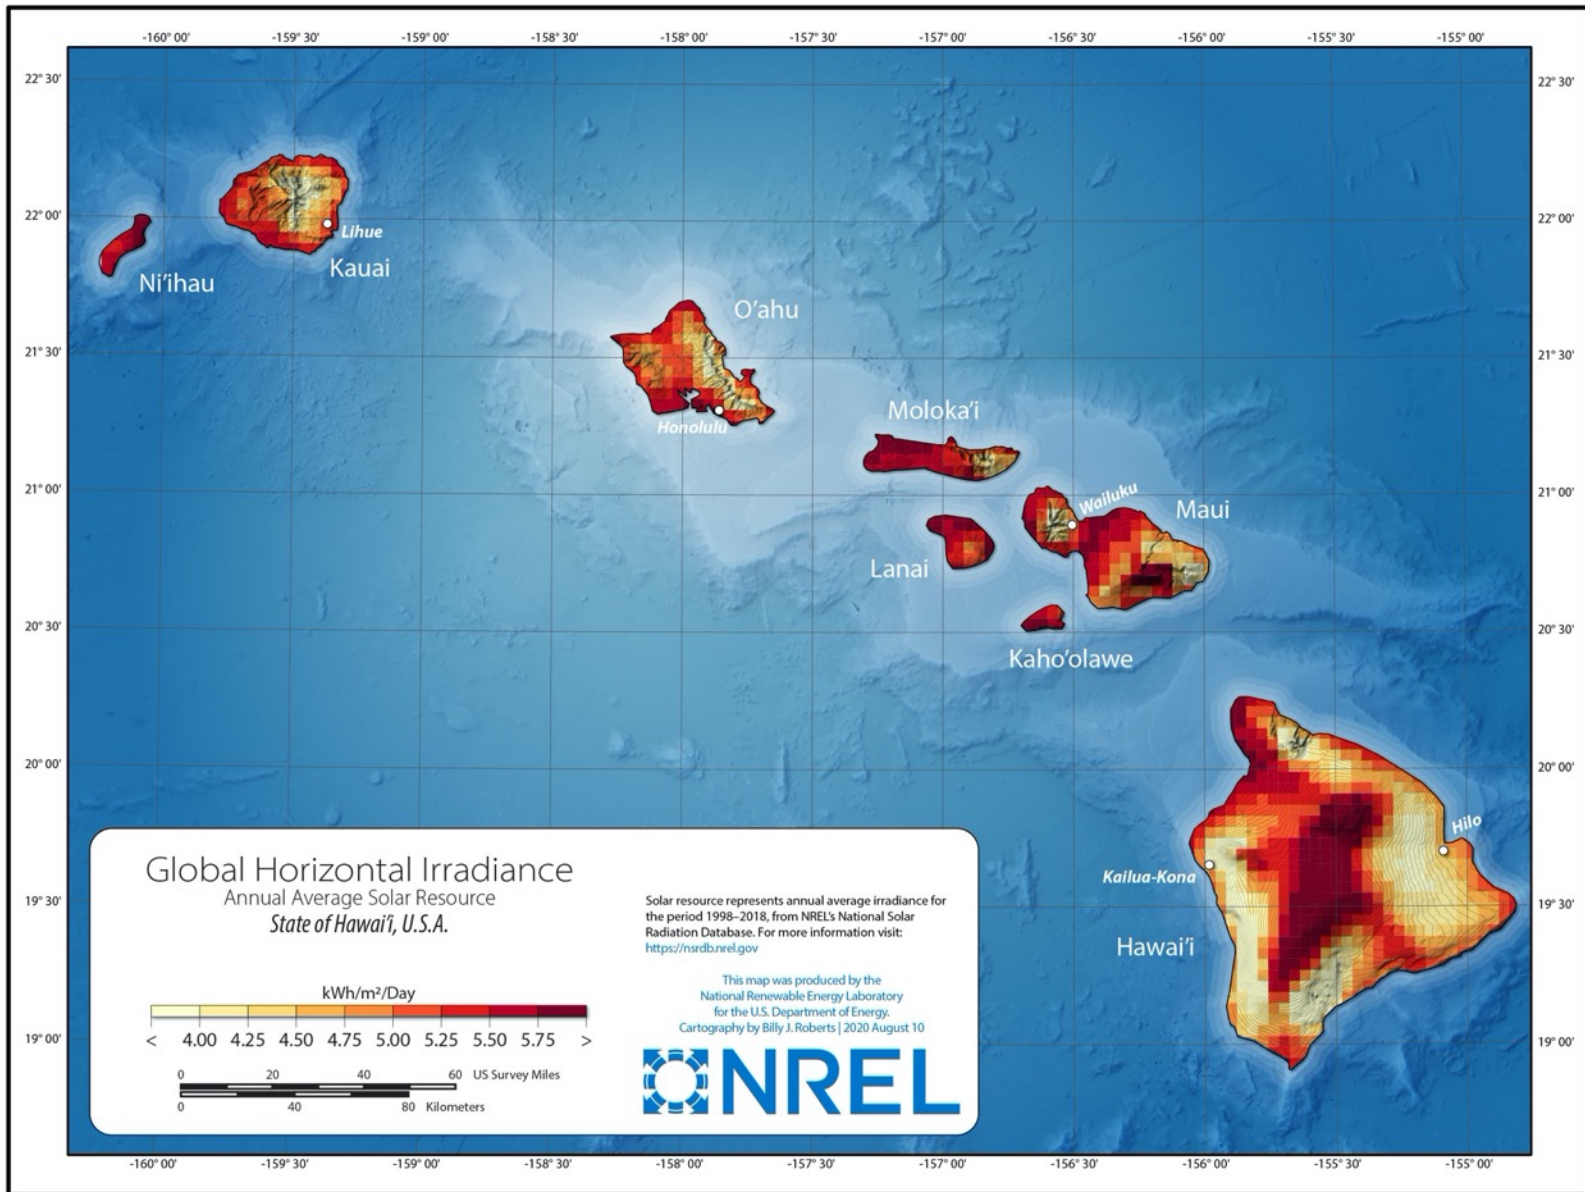 -160° 00'
-159° 30'
-159° 00'
-158° 30'
-158° 00'
-157° 30'
-157° 00'
-156° 30'
-156° 00'
-155° 30'
-155° 00'
22° 30'
22° 30'
22° 00'
22° 00'
Lihue
Kauai
Ni'ihau
O'ahu
21° 30'
21° 30'
Honolulu
Moloka'i
21° 00'
21° 00'
Wailuku
Maui
Lanai
20° 30'
20° 30'
Kaho'olawe
20° 00'
20° 00'
Hilo
Kailua-Kona
19° 30'
19° 30'
Hawai'i
19° 00'
19° 00'
Global Horizontal Irradiance
Annual Average Solar Resource
State of Hawai'i, U.S.A.
kWh/m²/Day
< 4.00 4.25 4.50 4.75 5.00 5.25 5.50 5.75 >
0 20 40 60 US Survey Miles
0 40 80 Kilometers
Solar resource represents annual average irradiance for
the period 1998–2018, from NREL's National Solar
Radiation Database. For more information visit:
https://nsrdb.nrel.gov
This map was produced by the
National Renewable Energy Laboratory
for the U.S. Department of Energy.
Cartography by Billy J. Roberts | 2020 August 10
NREL
-160° 00'
-159° 30'
-159° 00'
-158° 30'
-158° 00'
-157° 30'
-157° 00'
-156° 30'
-156° 00'
-155° 30'
-155° 00'